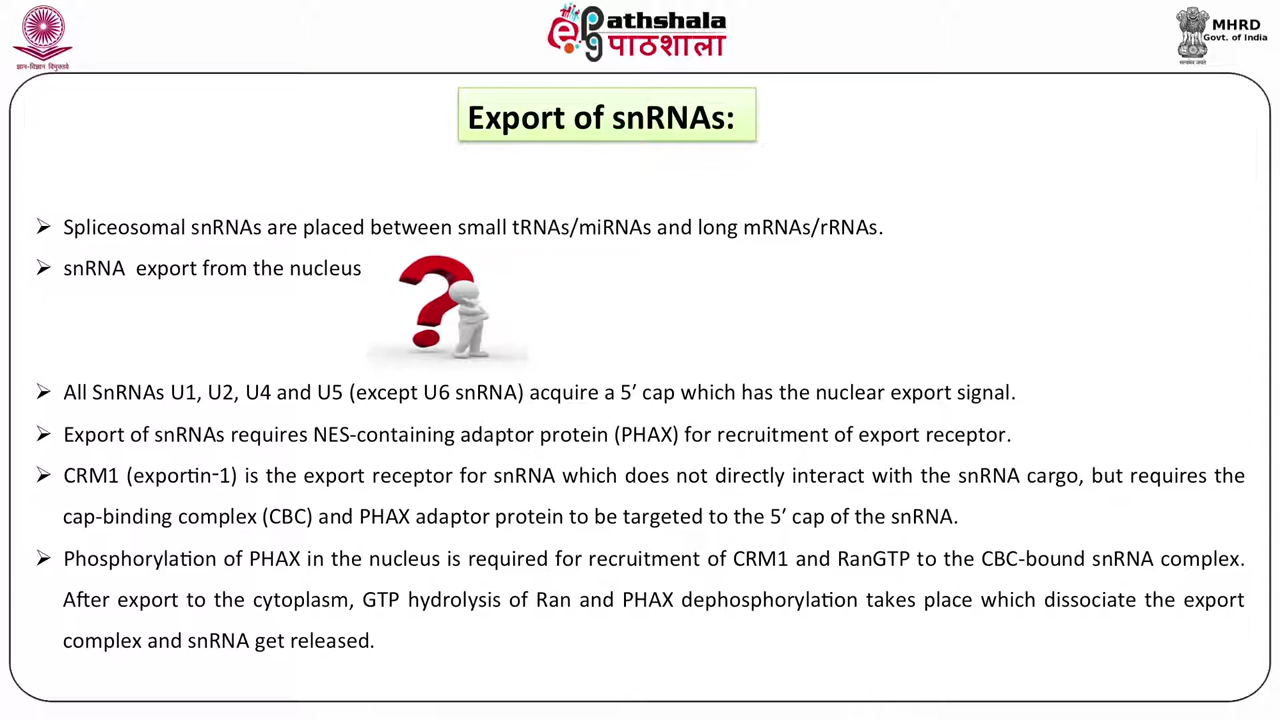 ज्ञान-विज्ञान विमुक्तये
ePathshala
पाठशाला
MHRD
Govt. of India
सत्यमेव जयते
Export of snRNAs:
➢ Spliceosomal snRNAs are placed between small tRNAs/miRNAs and long mRNAs/rRNAs.
➢ snRNA export from the nucleus
➢ All SnRNAs U1, U2, U4 and U5 (except U6 snRNA) acquire a 5′ cap which has the nuclear export signal.
➢ Export of snRNAs requires NES-containing adaptor protein (PHAX) for recruitment of export receptor.
➢ CRM1 (exportin-1) is the export receptor for snRNA which does not directly interact with the snRNA cargo, but requires the
cap-binding complex (CBC) and PHAX adaptor protein to be targeted to the 5′ cap of the snRNA.
➢ Phosphorylation of PHAX in the nucleus is required for recruitment of CRM1 and RanGTP to the CBC-bound snRNA complex.
After export to the cytoplasm, GTP hydrolysis of Ran and PHAX dephosphorylation takes place which dissociate the export
complex and snRNA get released.